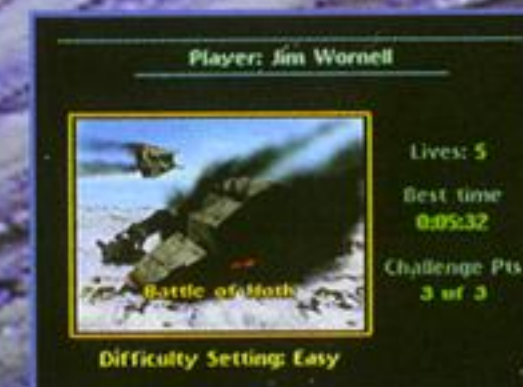 Player: Jim Wornell
Lives: 5
Best time
0:05:32
Challenge Pts
3 of 3
Battle of Hoth
Difficulty Setting: Easy